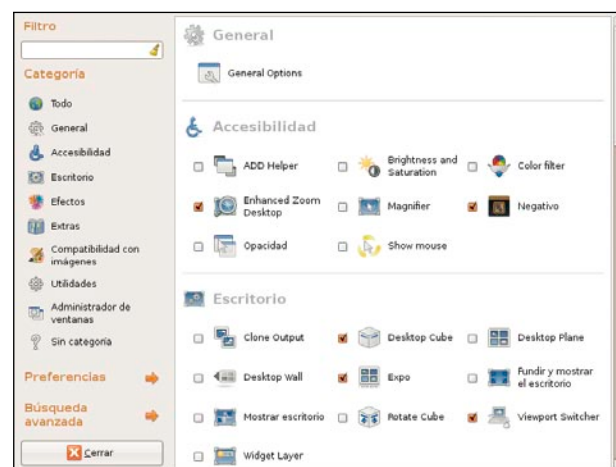 Filtro
Categoría
Todo
General
Accesibilidad
Escritorio
Efectos
Extras
Compatibilidad con
imágenes
Utilidades
Administrador de
ventanas
Sin categoría
Preferencias
Búsqueda
avanzada
Cerrar
General
General Options
Accesibilidad
ADD Helper
Brightness and
Saturation
Color filter
Enhanced Zoom
Desktop
Magnifier
Negativo
Opacidad
Show mouse
Escritorio
Clone Output
Desktop Cube
Desktop Plane
Desktop Wall
Expo
Fundir y mostrar
el escritorio
Mostrar escritorio
Rotate Cube
Viewport Switcher
Widget Layer